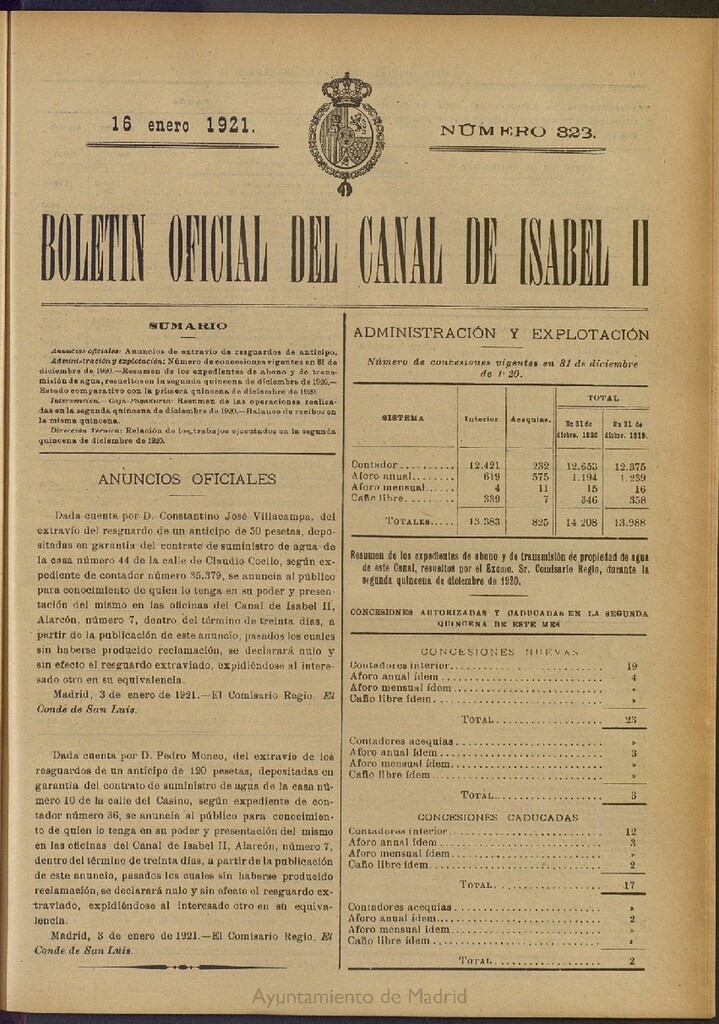 16 enero 1921.
NÚMERO 823.
BOLETIN OFICIAL DEL CANAL DE ISABEL II
SUMARIO
Anuncios oficiales: Anuncios de extravío de resguardos de anticipo.
Administración y explotación: Número de concesiones vigentes en 31 de
diciembre de 1920.—Resumen de los expedientes de abono y de trans-
misión de agua, resueltos en la segunda quincena de diciembre de 1920.—
Estado comparativo con la primera quincena de diciembre de 1920.
Intervención.—Caja-Pagaduría: Resumen de las operaciones realiza-
das en la segunda quincena de diciembre de 1920.—Balance de recibos en
la misma quincena.
Dirección Técnica: Relación de los trabajos ejecutados en la segunda
quincena de diciembre de 1920.
ANUNCIOS OFICIALES
Dada cuenta por D. Constantino José Villacampa, del
extravío del resguardo de un anticipo de 50 pesetas, depo-
sitadas en garantía del contrato de suministro de agua de
la casa número 44 de la calle de Claudio Coello, según ex-
pediente de contador número 35.379, se anuncia al público
para conocimiento de quien lo tenga en su poder y presen-
tación del mismo en las oficinas del Canal de Isabel II,
Alarcón, número 7, dentro del término de treinta días, a
partir de la publicación de este anuncio, pasados los cuales
sin haberse producido reclamación, se declarará nulo y
sin efecto el resguardo extraviado, expidiéndose al intere-
sado otro en su equivalencia.
Madrid, 3 de enero de 1921.—El Comisario Regio, El
Conde de San Luis.
Dada cuenta por D. Pedro Monco, del extravío de los
resguardos de un anticipo de 120 pesetas, depositadas en
garantía del contrato de suministro de agua de la casa nú-
mero 10 de la calle del Casino, según expediente de con-
tador número 36, se anuncia al público para conocimien-
to de quien lo tenga en su poder y presentación del mismo
en las oficinas del Canal de Isabel II, Alarcón, número 7,
dentro del término de treinta días, a partir de la publicación
de este anuncio, pasados los cuales sin haberse producido
reclamación, se declarará nulo y sin efecto el resguardo ex-
traviado, expidiéndose al interesado otro en su equiva-
lencia.
Madrid, 3 de enero de 1921.—El Comisario Regio, El
Conde de San Luis.
ADMINISTRACIÓN Y EXPLOTACIÓN
Número de concesiones vigentes en 31 de diciembre
de 1920.
SISTEMA Interior Acequias. TOTAL
En 31 de dicbre. 1920 En 31 de dicbre. 1919.
Contador.......... 12.421 232 12.653 12.375
Aforo anual....... 619 575 1.194 1.239
Aforo mensual...... 4 11 15 16
Caño libre......... 339 7 346 358
TOTALES..... 13.383 825 14 208 13.988
Resumen de los expedientes de abono y de transmisión de propiedad de agua
de este Canal, resueltos por el Excmo. Sr. Comisario Regio, durante la
segunda quincena de diciembre de 1920.
CONCESIONES AUTORIZADAS Y CADUCADAS EN LA SEGUNDA
QUINCENA DE ESTE MES
CONCESIONES NUEVAS
Contadores interior.......... 19
Aforo anual ídem.......... 4
Aforo mensual ídem.......... »
Caño libre ídem.......... »
TOTAL.......... 23
Contadores acequias.......... »
Aforo anual ídem.......... 3
Aforo mensual ídem.......... »
Caño libre ídem.......... »
TOTAL.......... 3
CONCESIONES CADUCADAS
Contadores interior.......... 12
Aforo anual ídem.......... 3
Aforo mensual ídem.......... »
Caño libre ídem.......... 2
TOTAL.......... 17
Contadores acequias.......... »
Aforo anual ídem.......... 2
Aforo mensual ídem.......... »
Caño libre ídem.......... »
TOTAL.......... 2
Ayuntamiento de Madrid